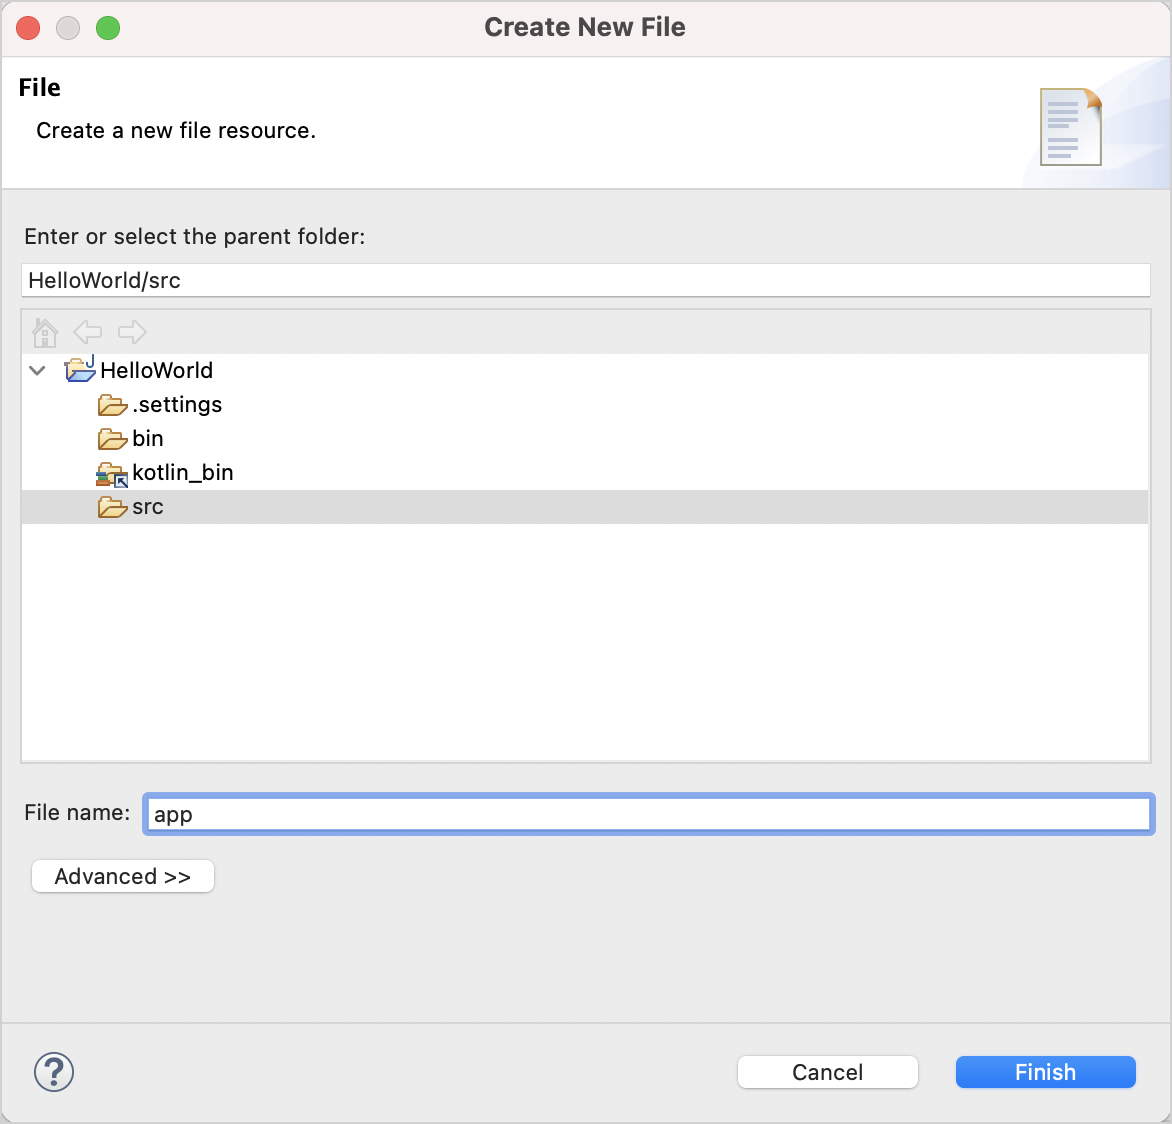 Create New File
File
Create a new file resource.
Enter or select the parent folder:
HelloWorld/src
HelloWorld
.settings
bin
kotlin_bin
src
File name: app
Advanced >>
?
Cancel Finish